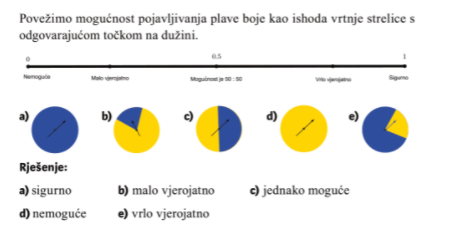 Povežimo mogućnost pojavljivanja plave boje kao ishoda vrtnje strelice s
odgovarajućom točkom na dužini.
0 0.5 1
Nemoguće Malo vjerojatno Mogućnost je 50 : 50 Vrlo vjerojatno Sigurno
a) b) c) d) e)
Rješenje:
a) sigurno b) malo vjerojatno c) jednako moguće
d) nemoguće e) vrlo vjerojatno